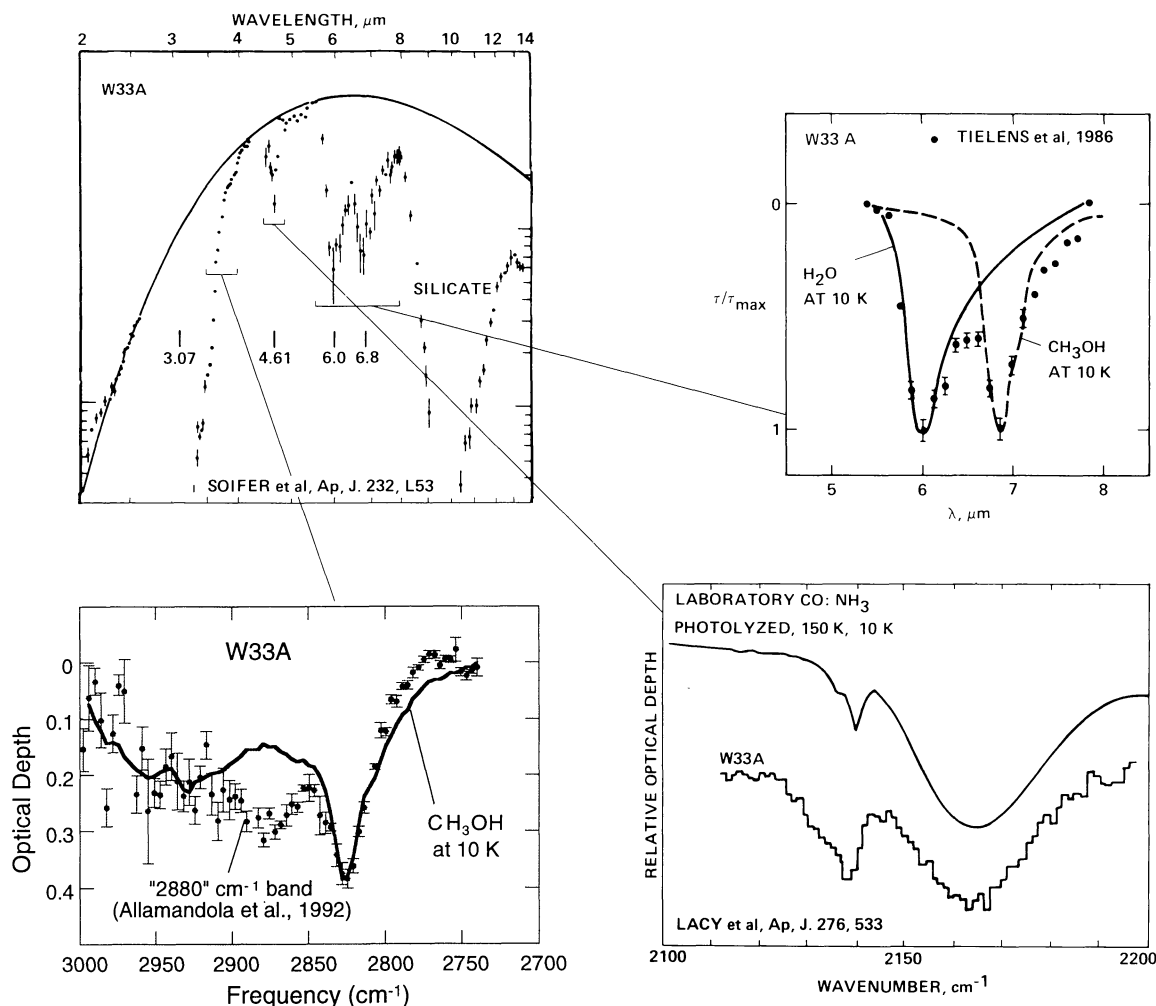 WAVELENGTH, μm
2 3 4 5 6 8 10 12 14
W33A
SILICATE
3.07 4.61 6.0 6.8
SOIFER et al, Ap, J. 232, L53
W33 A ● TIELENS et al, 1986
0
H₂O
AT 10 K
τ/τmax
CH₃OH
AT 10 K
1
5 6 7 8
λ, μm
W33A
0
0.1
0.2
0.3
0.4
Optical Depth
CH₃OH
at 10 K
"2880" cm⁻¹ band
(Allamandola et al., 1992)
3000 2950 2900 2850 2800 2740 2700
Frequency (cm⁻¹)
LABORATORY CO: NH₃
PHOTOLYZED, 150 K, 10 K
RELATIVE OPTICAL DEPTH
W33A
LACY et al, Ap, J. 276, 533
2100 2150 2200
WAVENUMBER, cm⁻¹